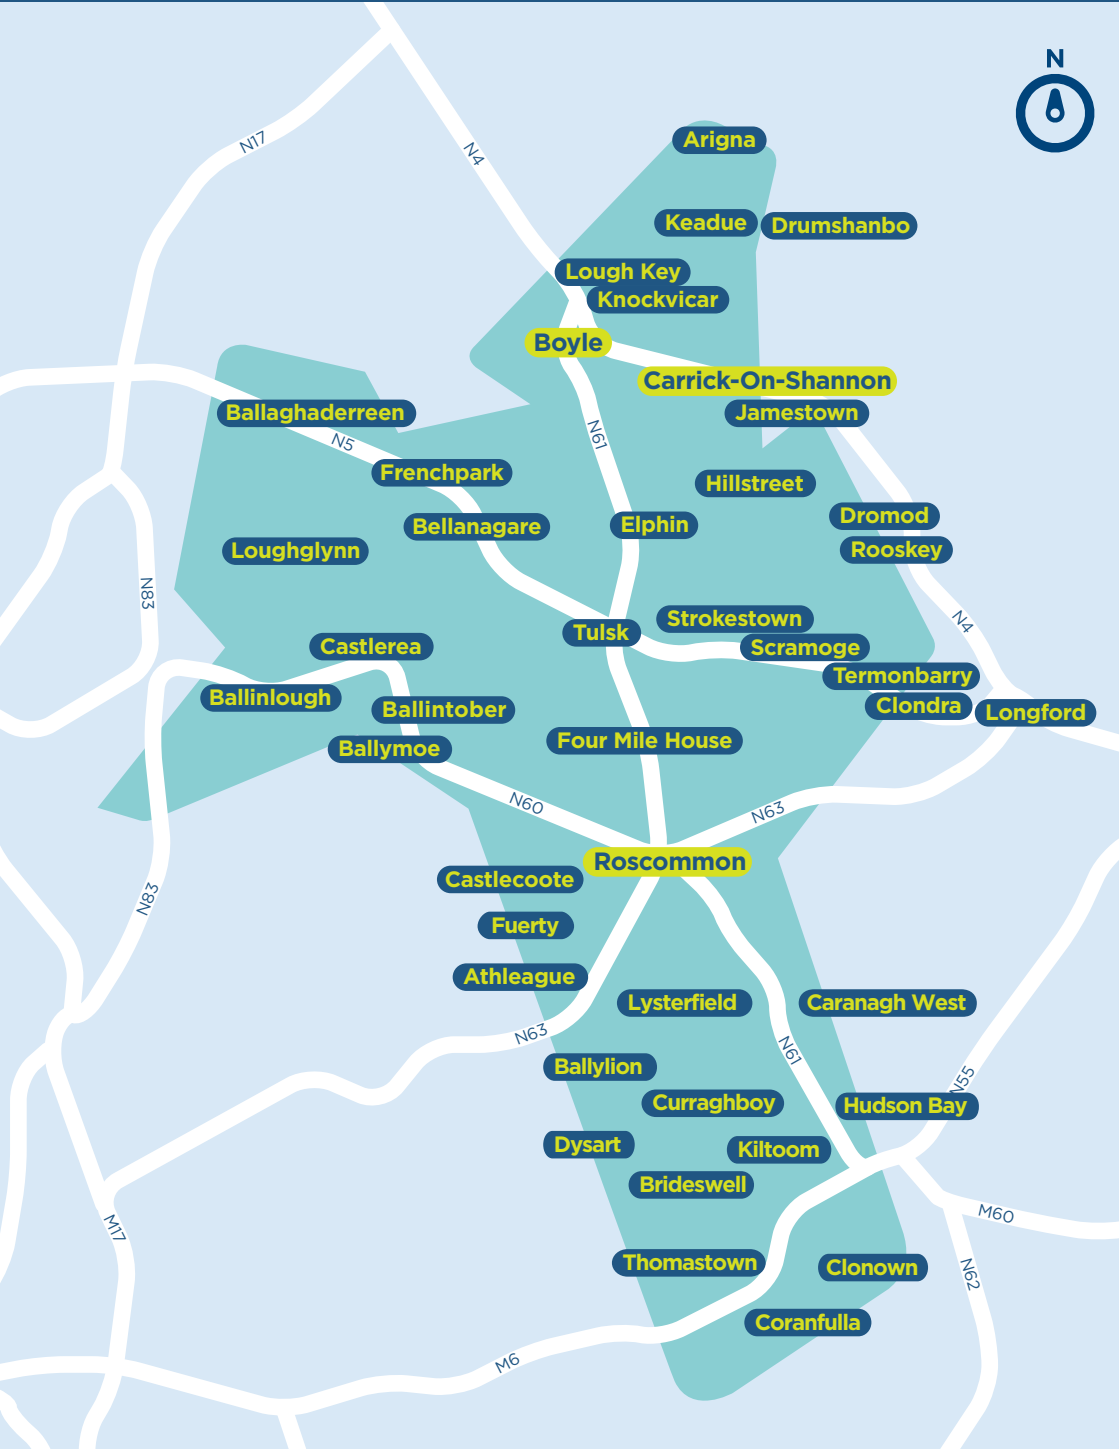 N
N17
N4
Arigna
Keadue
Drumshanbo
Lough Key
Knockvicar
Boyle
Carrick-On-Shannon
Ballaghaderreen
Jamestown
N5
N61
Frenchpark
Hillstreet
Bellanagare
Elphin
Dromod
Loughglynn
Rooskey
N83
Strokestown
N4
Tulsk
Castlerea
Scramoge
Termonbarry
Ballinlough
Ballintober
Clondra
Longford
Ballymoe
Four Mile House
N60
N63
Roscommon
Castlecoote
N83
Fuerty
Athleague
Lysterfield
Caranagh West
N63
N61
Ballylion
N55
Curraghboy
Hudson Bay
Dysart
Kiltoom
Brideswell
M17
M60
Thomastown
Clonown
N62
Coranfulla
M6